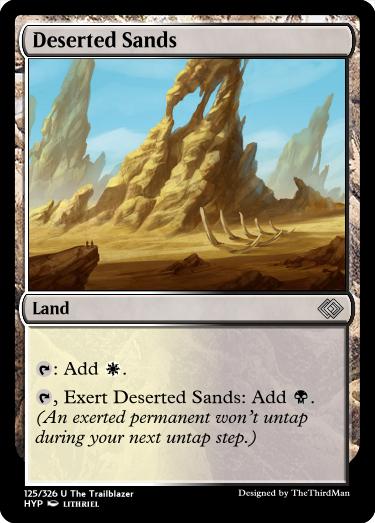 Deserted Sands
Land
: Add .
, Exert Deserted Sands: Add .
(An exerted permanent won't untap
during your next untap step.)
125/326 U The Trailblazer
Designed by TheThirdMan
HYP LITHRIEL